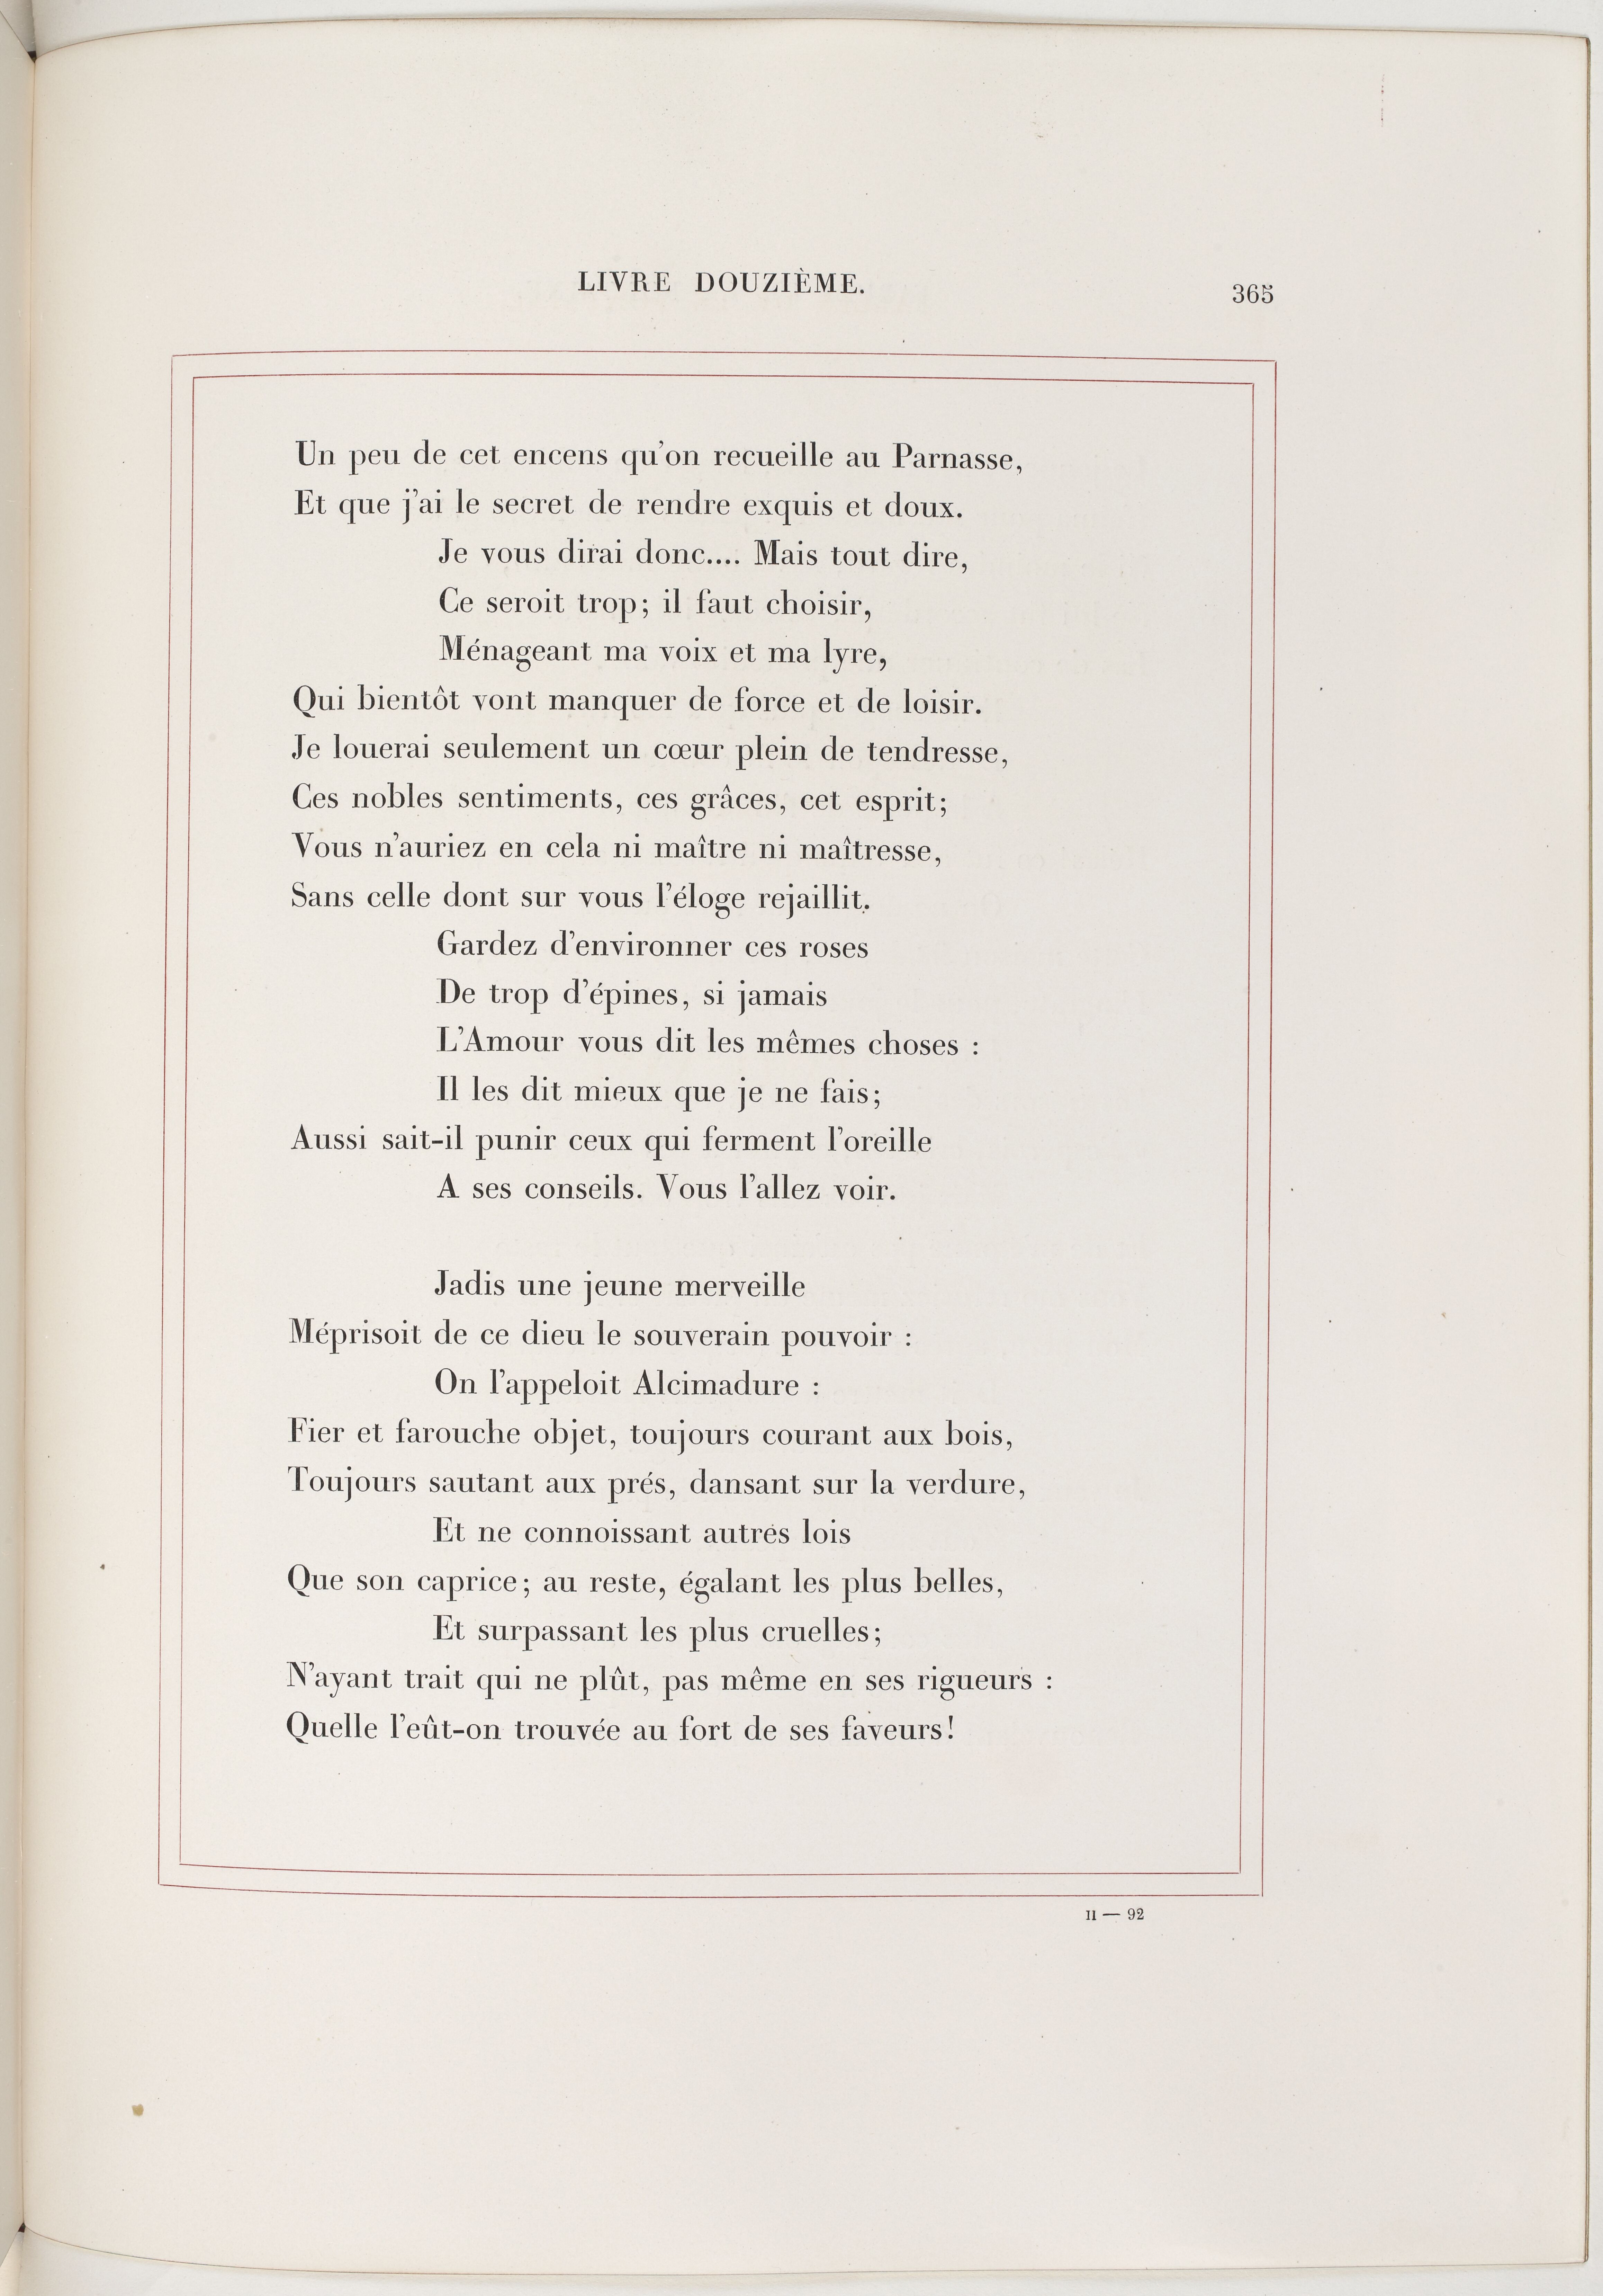 LIVRE DOUZIÈME.
365
Un peu de cet encens qu'on recueille au Parnasse,
Et que j'ai le secret de rendre exquis et doux.
Je vous dirai donc.... Mais tout dire,
Ce seroit trop; il faut choisir,
Ménageant ma voix et ma lyre,
Qui bientôt vont manquer de force et de loisir.
Je louerai seulement un cœur plein de tendresse,
Ces nobles sentiments, ces grâces, cet esprit;
Vous n'auriez en cela ni maître ni maîtresse,
Sans celle dont sur vous l'éloge rejaillit.
Gardez d'environner ces roses
De trop d'épines, si jamais
L'Amour vous dit les mêmes choses :
Il les dit mieux que je ne fais;
Aussi sait-il punir ceux qui ferment l'oreille
A ses conseils. Vous l'allez voir.
Jadis une jeune merveille
Méprisoit de ce dieu le souverain pouvoir :
On l'appeloit Alcimadure :
Fier et farouche objet, toujours courant aux bois,
Toujours sautant aux prés, dansant sur la verdure,
Et ne connoissant autres lois
Que son caprice; au reste, égalant les plus belles,
Et surpassant les plus cruelles;
N'ayant trait qui ne plût, pas même en ses rigueurs :
Quelle l'eût-on trouvée au fort de ses faveurs!
II — 92